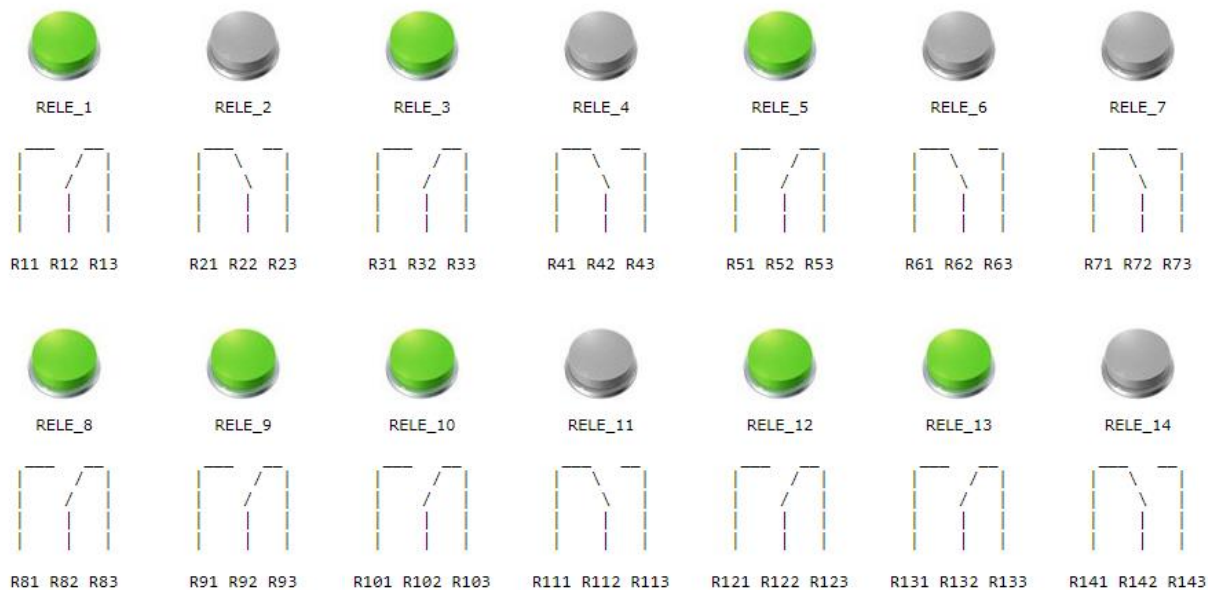 RELE_1 RELE_2 RELE_3 RELE_4 RELE_5 RELE_6 RELE_7
R11 R12 R13 R21 R22 R23 R31 R32 R33 R41 R42 R43 R51 R52 R53 R61 R62 R63 R71 R72 R73
RELE_8 RELE_9 RELE_10 RELE_11 RELE_12 RELE_13 RELE_14
R81 R82 R83 R91 R92 R93 R101 R102 R103 R111 R112 R113 R121 R122 R123 R131 R132 R133 R141 R142 R143